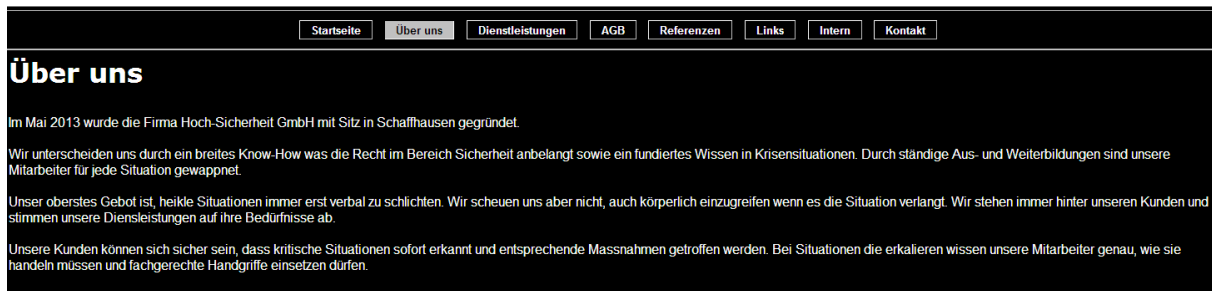 Startseite Über uns Dienstleistungen AGB Referenzen Links Intern Kontakt
Über uns
Im Mai 2013 wurde die Firma Hoch-Sicherheit GmbH mit Sitz in Schaffhausen gegründet.
Wir unterscheiden uns durch ein breites Know-How was die Recht im Bereich Sicherheit anbelangt sowie ein fundiertes Wissen in Krisensituationen. Durch ständige Aus- und Weiterbildungen sind unsere
Mitarbeiter für jede Situation gewappnet.
Unser oberstes Gebot ist, heikle Situationen immer erst verbal zu schlichten. Wir scheuen uns aber nicht, auch körperlich einzugreifen wenn es die Situation verlangt. Wir stehen immer hinter unseren Kunden und
stimmen unsere Diensleistungen auf ihre Bedürfnisse ab.
Unsere Kunden können sich sicher sein, dass kritische Situationen sofort erkannt und entsprechende Massnahmen getroffen werden. Bei Situationen die erkalieren wissen unsere Mitarbeiter genau, wie sie
handeln müssen und fachgerechte Handgriffe einsetzen dürfen.